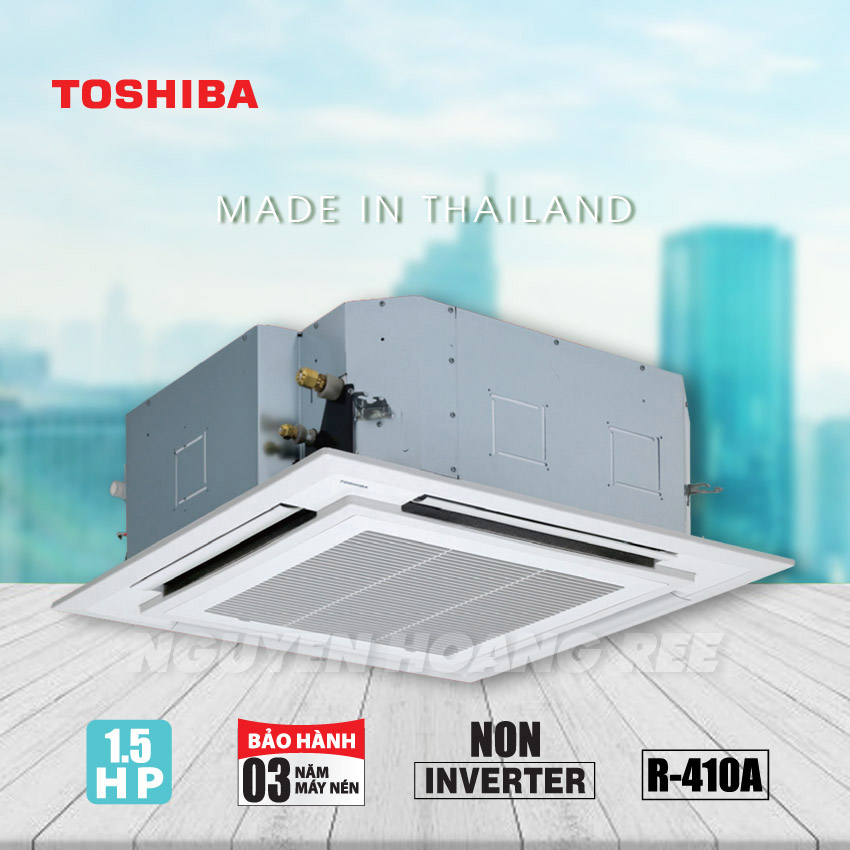 TOSHIBA
MADE IN THAILAND
TOSHIBA
NGUYEN HOANG REE
1.5
HP
BẢO HÀNH
03 NĂM
MÁY NÉN
NON
INVERTER
R-410A